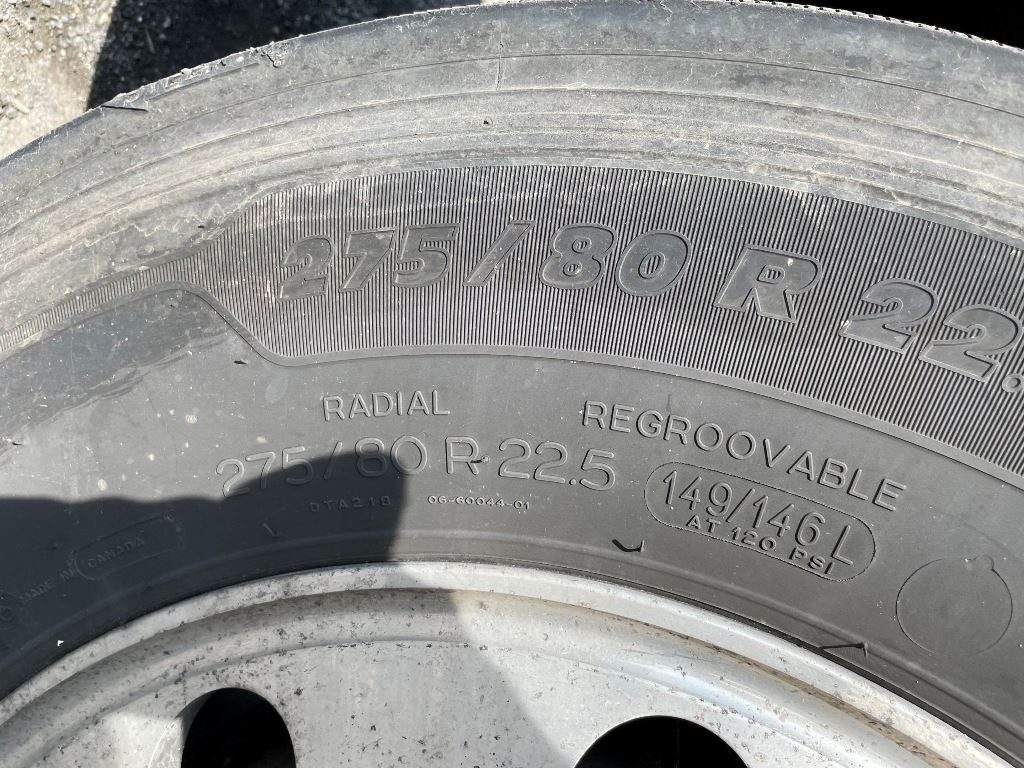 275/80 R 22.
RADIAL
REGROOVABLE
275/80 R 22.5
149/146 L
AT 120 PSI
DTA218
06-60044-01
MADE IN CANADA